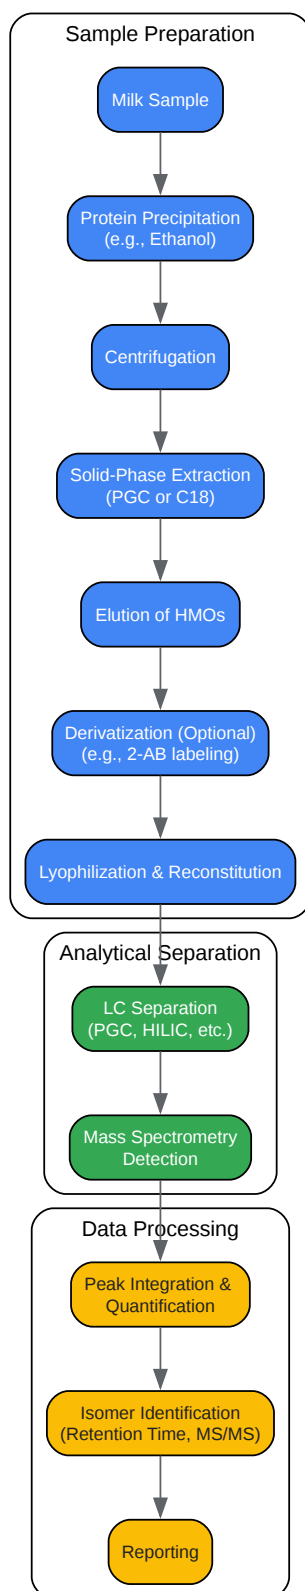 Sample Preparation
Milk Sample
Protein Precipitation
(e.g., Ethanol)
Centrifugation
Solid-Phase Extraction
(PGC or C18)
Elution of HMOs
Derivatization (Optional)
(e.g., 2-AB labeling)
Lyophilization & Reconstitution
Analytical Separation
LC Separation
(PGC, HILIC, etc.)
Mass Spectrometry
Detection
Data Processing
Peak Integration &
Quantification
Isomer Identification
(Retention Time, MS/MS)
Reporting